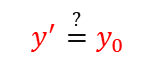 y′ ≟ y₀